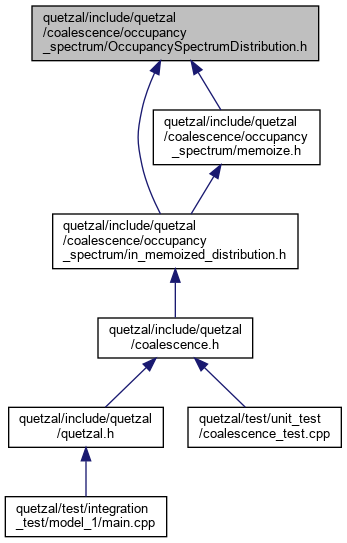 quetzal/include/quetzal
/coalescence/occupancy
_spectrum/OccupancySpectrumDistribution.h
quetzal/include/quetzal
/coalescence/occupancy
_spectrum/memoize.h
quetzal/include/quetzal
/coalescence/occupancy
_spectrum/in_memoized_distribution.h
quetzal/include/quetzal
/coalescence.h
quetzal/include/quetzal
/quetzal.h
quetzal/test/unit_test
/coalescence_test.cpp
quetzal/test/integration
_test/model_1/main.cpp